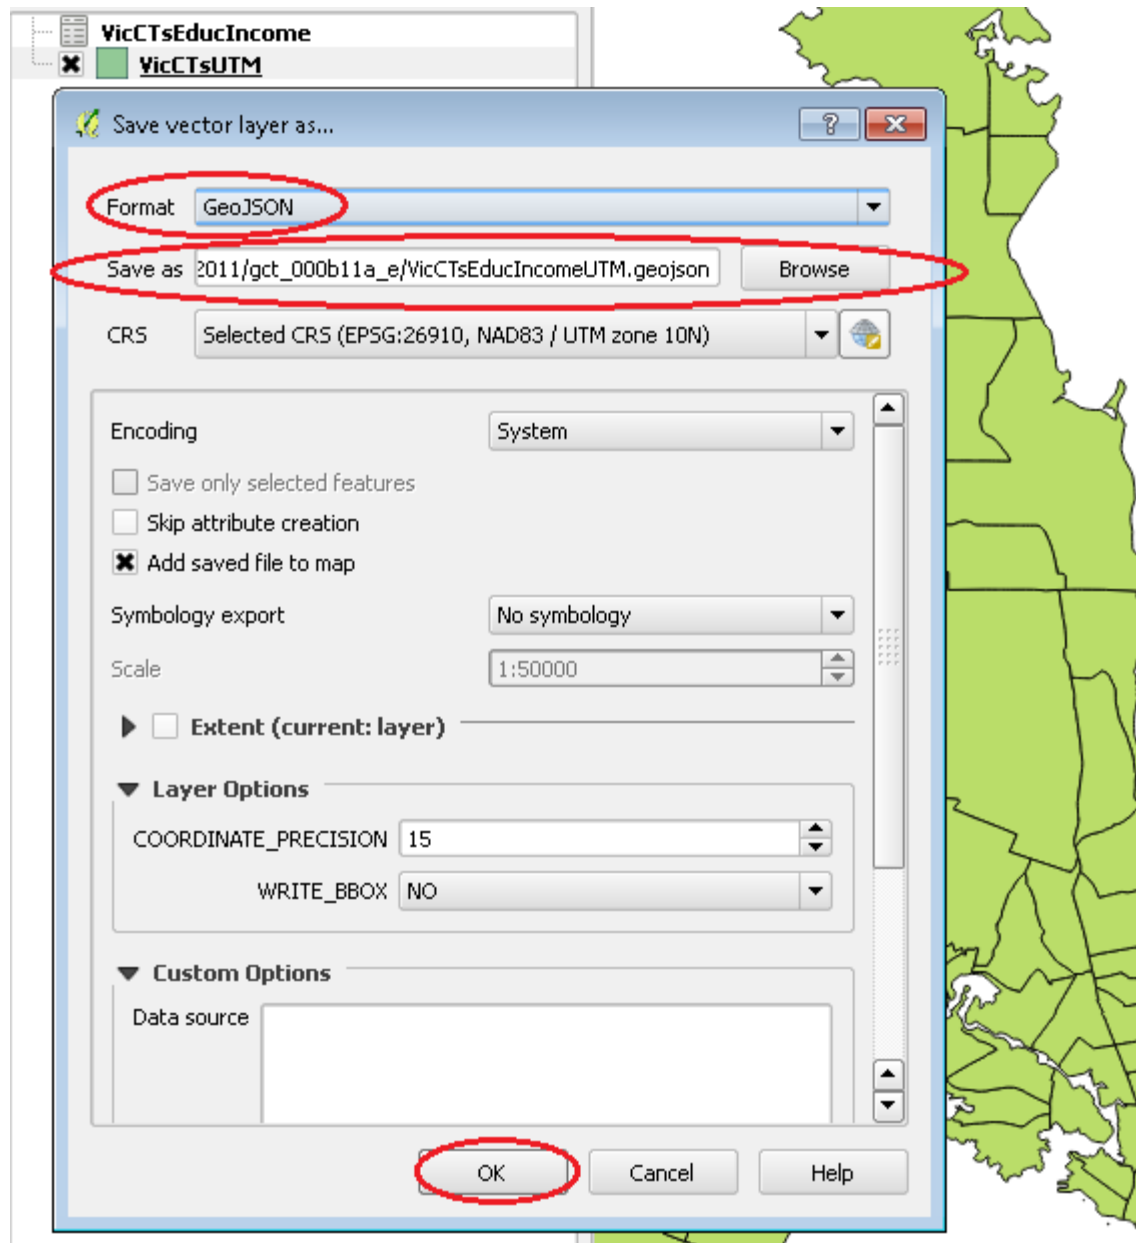 VicCTsEducIncome
VicCTsUTM
Save vector layer as...
Format GeoJSON
Save as 2011/gct_000b11a_e/VicCTsEducIncomeUTM.geojson Browse
CRS Selected CRS (EPSG:26910, NAD83 / UTM zone 10N)
Encoding System
Save only selected features
Skip attribute creation
Add saved file to map
Symbology export No symbology
Scale 1:50000
Extent (current: layer)
Layer Options
COORDINATE_PRECISION 15
WRITE_BBOX NO
Custom Options
Data source
OK Cancel Help